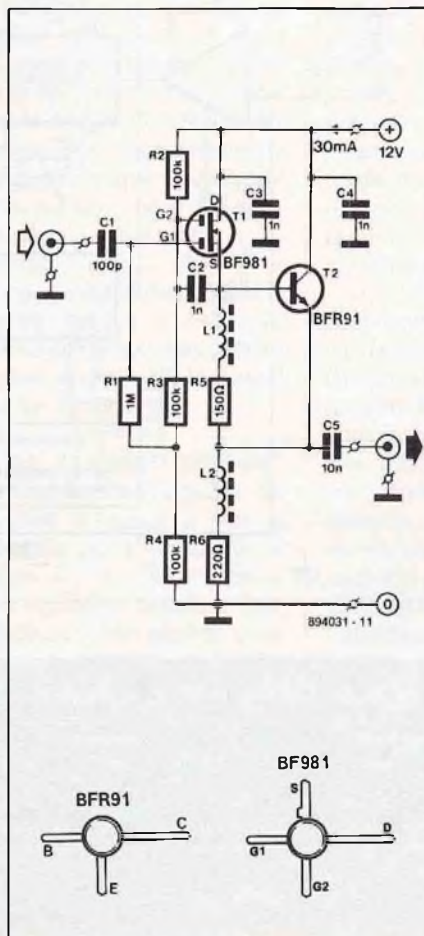 R2
100k
30mA
+
12V
D
C3
1n
T1
C4
1n
G2
G1
C1
100p
BF981
S
C2
1n
T2
BFR91
L1
R1
1M
R3
100k
R5
150Ω
C5
10n
L2
R4
100k
R6
220Ω
0
894031 - 11
BFR91
B
C
E
BF981
S
G1
D
G2